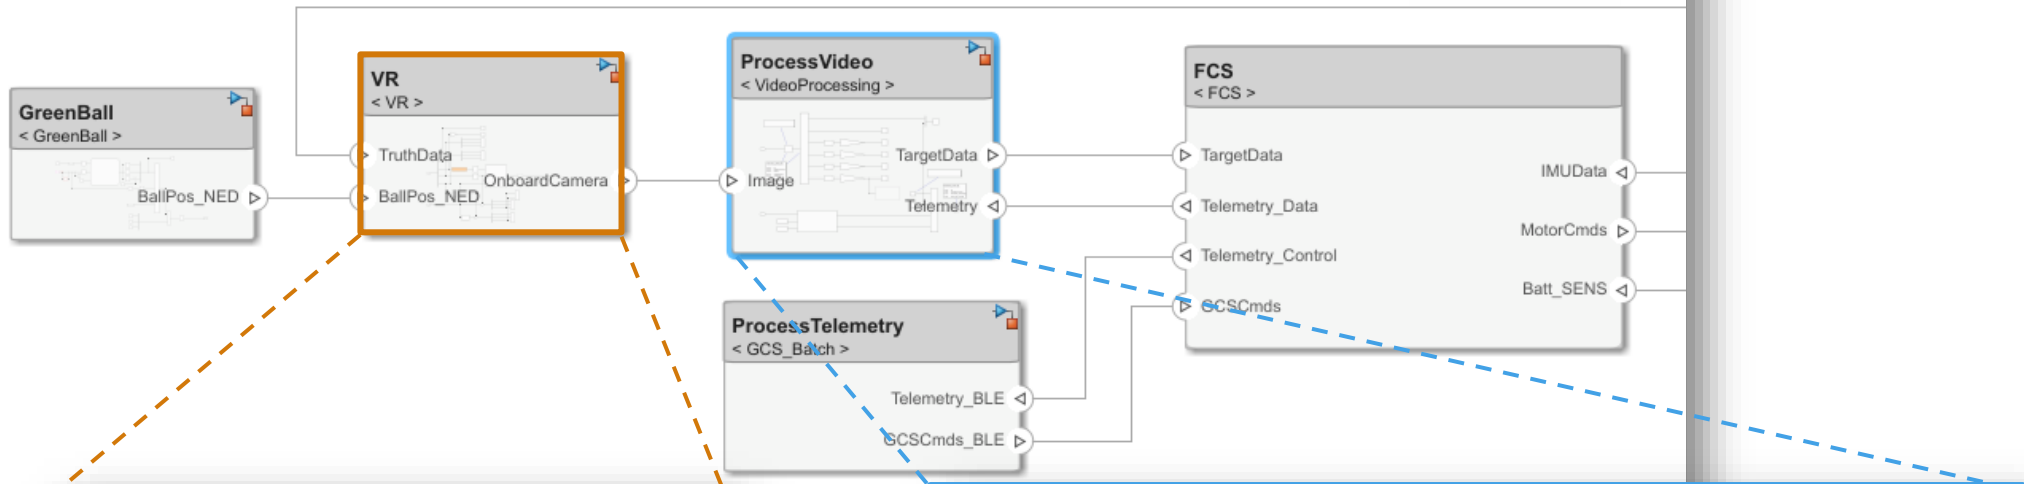 GreenBall
< GreenBall >
BallPos_NED
VR
< VR >
TruthData
OnboardCamera
BallPos_NED
ProcessVideo
< VideoProcessing >
TargetData
Image
Telemetry
ProcessTelemetry
< GCS_Batch >
Telemetry_BLE
GCSCmds_BLE
FCS
< FCS >
TargetData
IMUData
Telemetry_Data
MotorCmds
Telemetry_Control
Batt_SENS
GCSCmds